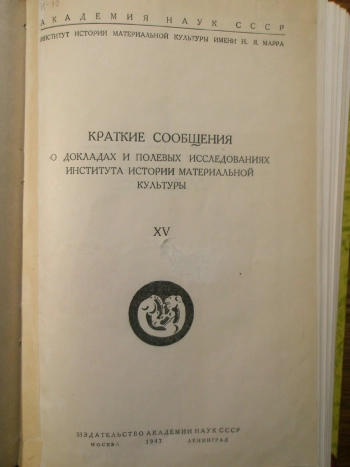 АКАДЕМИЯ НАУК СССР
ИНСТИТУТ ИСТОРИИ МАТЕРИАЛЬНОЙ КУЛЬТУРЫ ИМЕНИ Н. Я. МАРРА
КРАТКИЕ СООБЩЕНИЯ
О ДОКЛАДАХ И ПОЛЕВЫХ ИССЛЕДОВАНИЯХ
ИНСТИТУТА ИСТОРИИ МАТЕРИАЛЬНОЙ
КУЛЬТУРЫ
XV
ИЗДАТЕЛЬСТВО АКАДЕМИИ НАУК СССР
МОСКВА 1947 ЛЕНИНГРАД